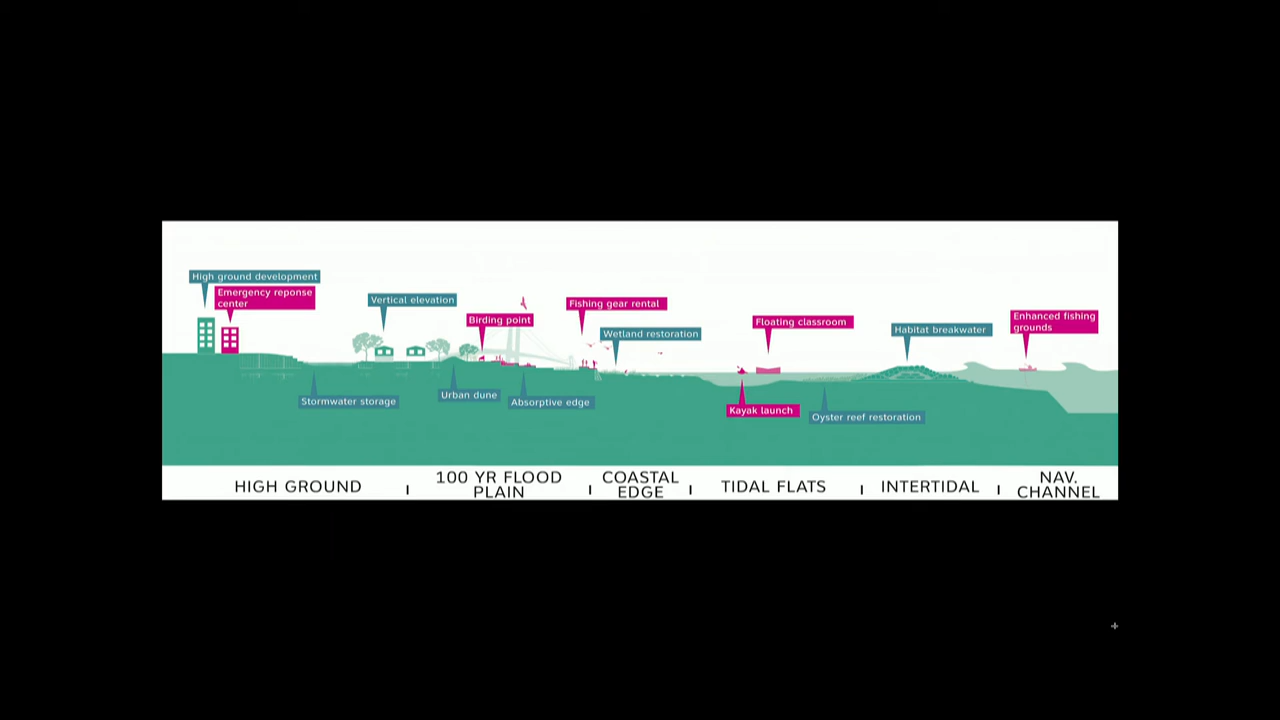 High ground development
Emergency reponse
center
Vertical elevation
Birding point
Fishing gear rental
Wetland restoration
Floating classroom
Habitat breakwater
Enhanced fishing
grounds
Stormwater storage
Urban dune
Absorptive edge
Kayak launch
Oyster reef restoration
HIGH GROUND
100 YR FLOOD
PLAIN
COASTAL
EDGE
TIDAL FLATS
INTERTIDAL
NAV.
CHANNEL